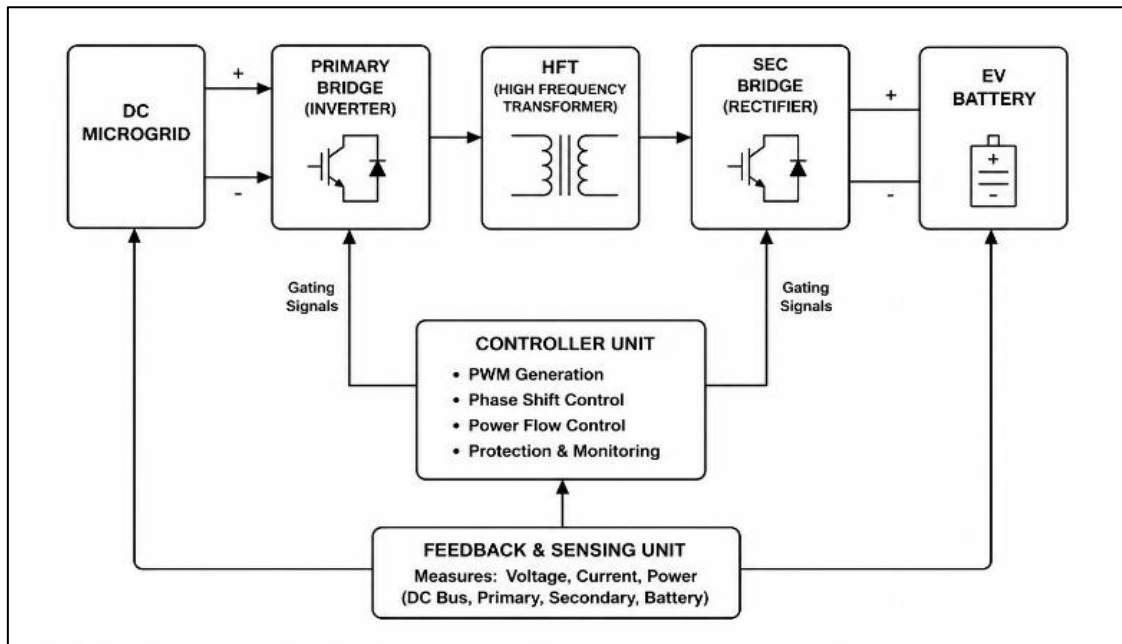 DC
MICROGRID
+
-
PRIMARY
BRIDGE
(INVERTER)
HFT
(HIGH FREQUENCY
TRANSFORMER)
SEC
BRIDGE
(RECTIFIER)
+
-
EV
BATTERY
+
-
Gating
Signals
Gating
Signals
CONTROLLER UNIT
• PWM Generation
• Phase Shift Control
• Power Flow Control
• Protection & Monitoring
FEEDBACK & SENSING UNIT
Measures: Voltage, Current, Power
(DC Bus, Primary, Secondary, Battery)